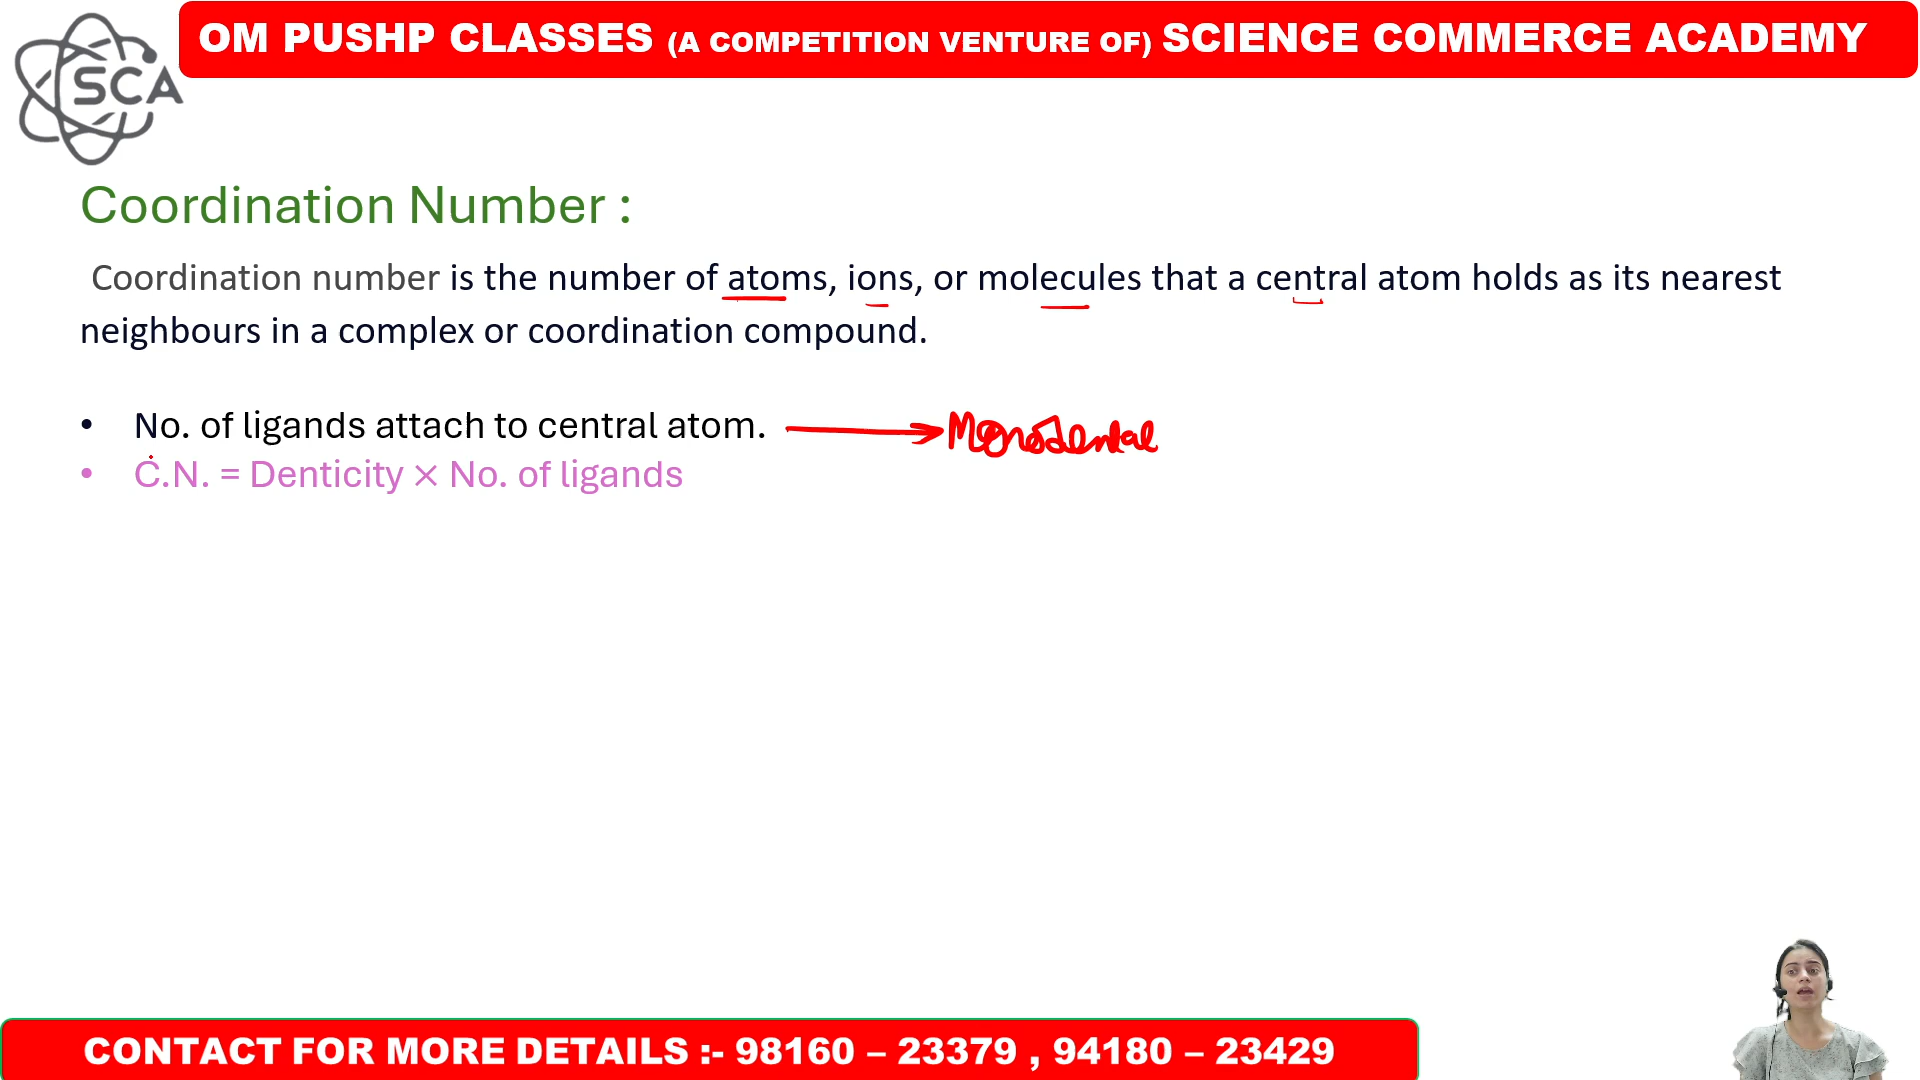 OM PUSHP CLASSES (A COMPETITION VENTURE OF) SCIENCE COMMERCE ACADEMY
SCA
Coordination Number :
Coordination number is the number of atoms, ions, or molecules that a central atom holds as its nearest
neighbours in a complex or coordination compound.
• No. of ligands attach to central atom. → Monodental
• C.N. = Denticity × No. of ligands
CONTACT FOR MORE DETAILS :- 98160 – 23379 , 94180 – 23429